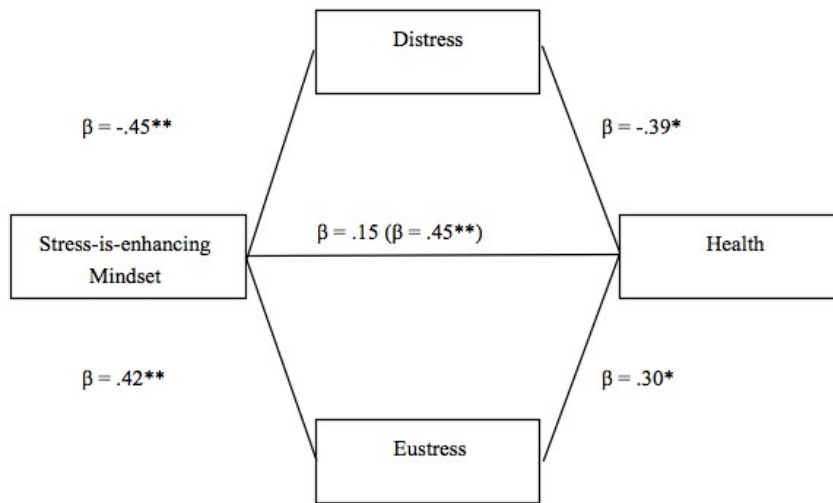 Distress
β = -.45**
β = -.39*
β = .15 (β = .45**)
Stress-is-enhancing
Mindset
Health
β = .42**
β = .30*
Eustress